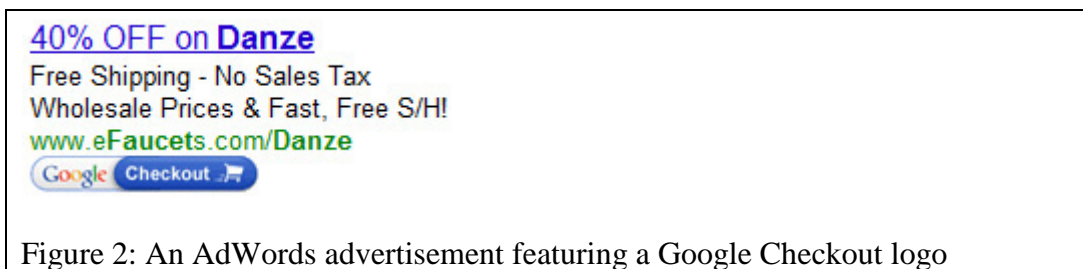 40% OFF on Danze
Free Shipping - No Sales Tax
Wholesale Prices & Fast, Free S/H!
www.eFaucets.com/Danze
Google Checkout
Figure 2: An AdWords advertisement featuring a Google Checkout logo